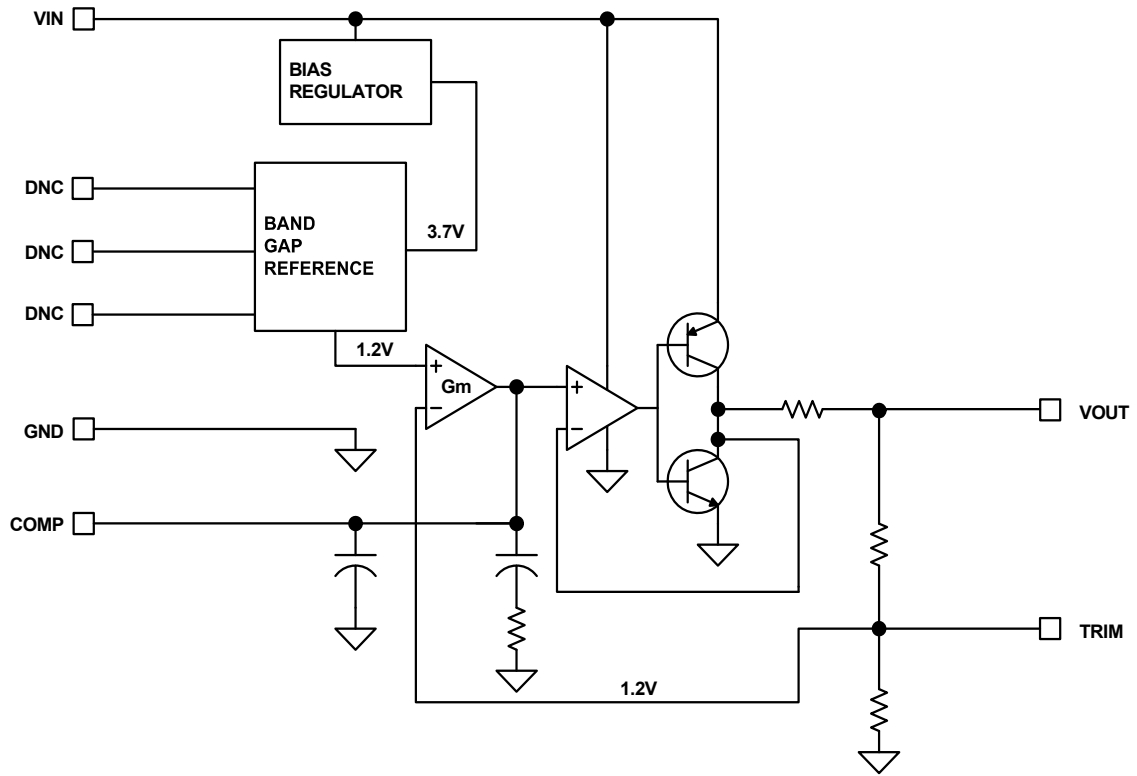 VIN
BIAS
REGULATOR
DNC
BAND
GAP
REFERENCE
3.7V
DNC
DNC
1.2V
+
Gm
−
+
−
VOUT
GND
COMP
TRIM
1.2V